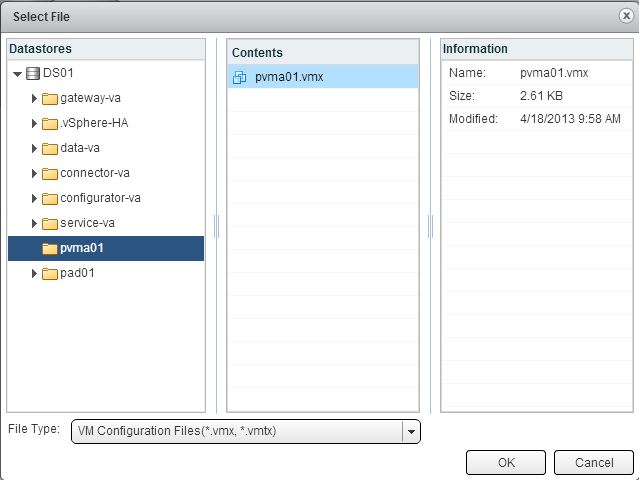 Select File
Datastores
DS01
gateway-va
.vSphere-HA
data-va
connector-va
configurator-va
service-va
pvma01
pad01
Contents
pvma01.vmx
Information
Name: pvma01.vmx
Size: 2.61 KB
Modified: 4/18/2013 9:58 AM
File Type: VM Configuration Files(*.vmx, *.vmtx)
OK Cancel